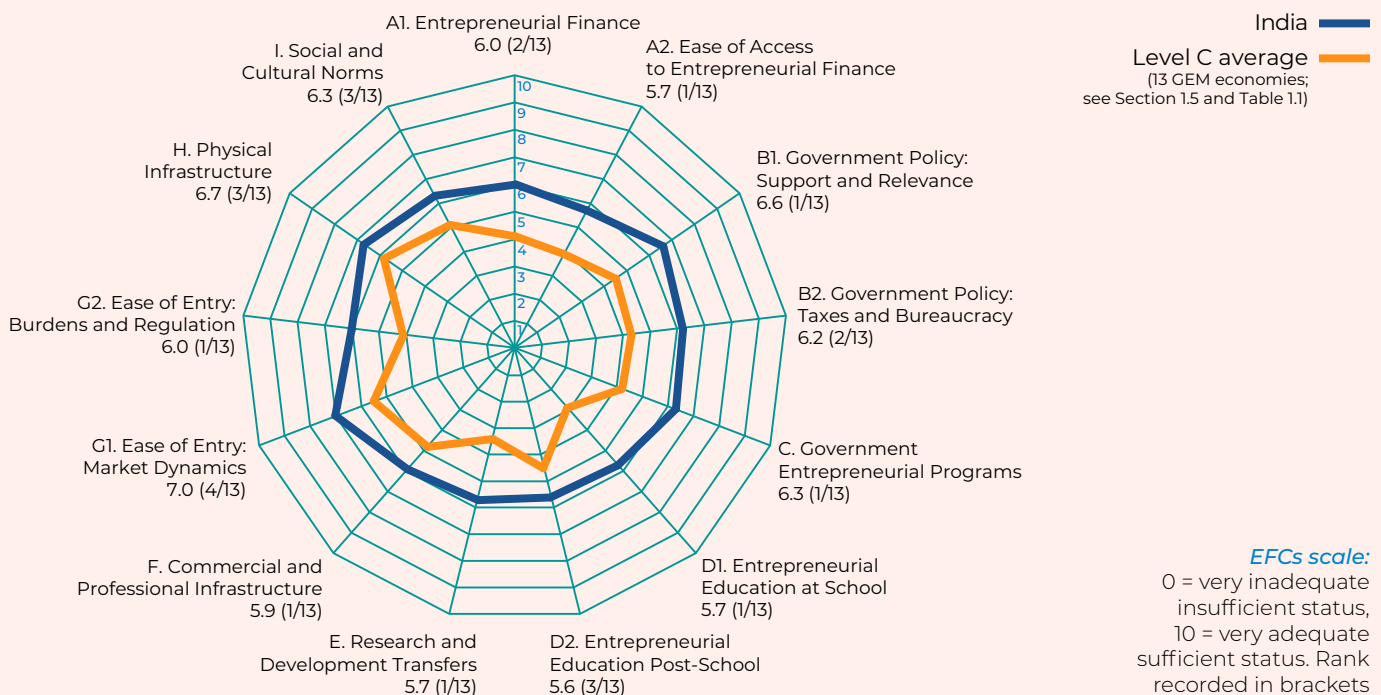 A1. Entrepreneurial Finance
6.0 (2/13)
A2. Ease of Access
to Entrepreneurial Finance
5.7 (1/13)
B1. Government Policy:
Support and Relevance
6.6 (1/13)
B2. Government Policy:
Taxes and Bureaucracy
6.2 (2/13)
C. Government
Entrepreneurial Programs
6.3 (1/13)
D1. Entrepreneurial
Education at School
5.7 (1/13)
D2. Entrepreneurial
Education Post-School
5.6 (3/13)
E. Research and
Development Transfers
5.7 (1/13)
F. Commercial and
Professional Infrastructure
5.9 (1/13)
G1. Ease of Entry:
Market Dynamics
7.0 (4/13)
G2. Ease of Entry:
Burdens and Regulation
6.0 (1/13)
H. Physical
Infrastructure
6.7 (3/13)
I. Social and
Cultural Norms
6.3 (3/13)
10
9
8
7
6
5
4
3
2
1
India
Level C average
(13 GEM economies;
see Section 1.5 and Table 1.1)
EFCs scale:
0 = very inadequate
insufficient status,
10 = very adequate
sufficient status. Rank
recorded in brackets